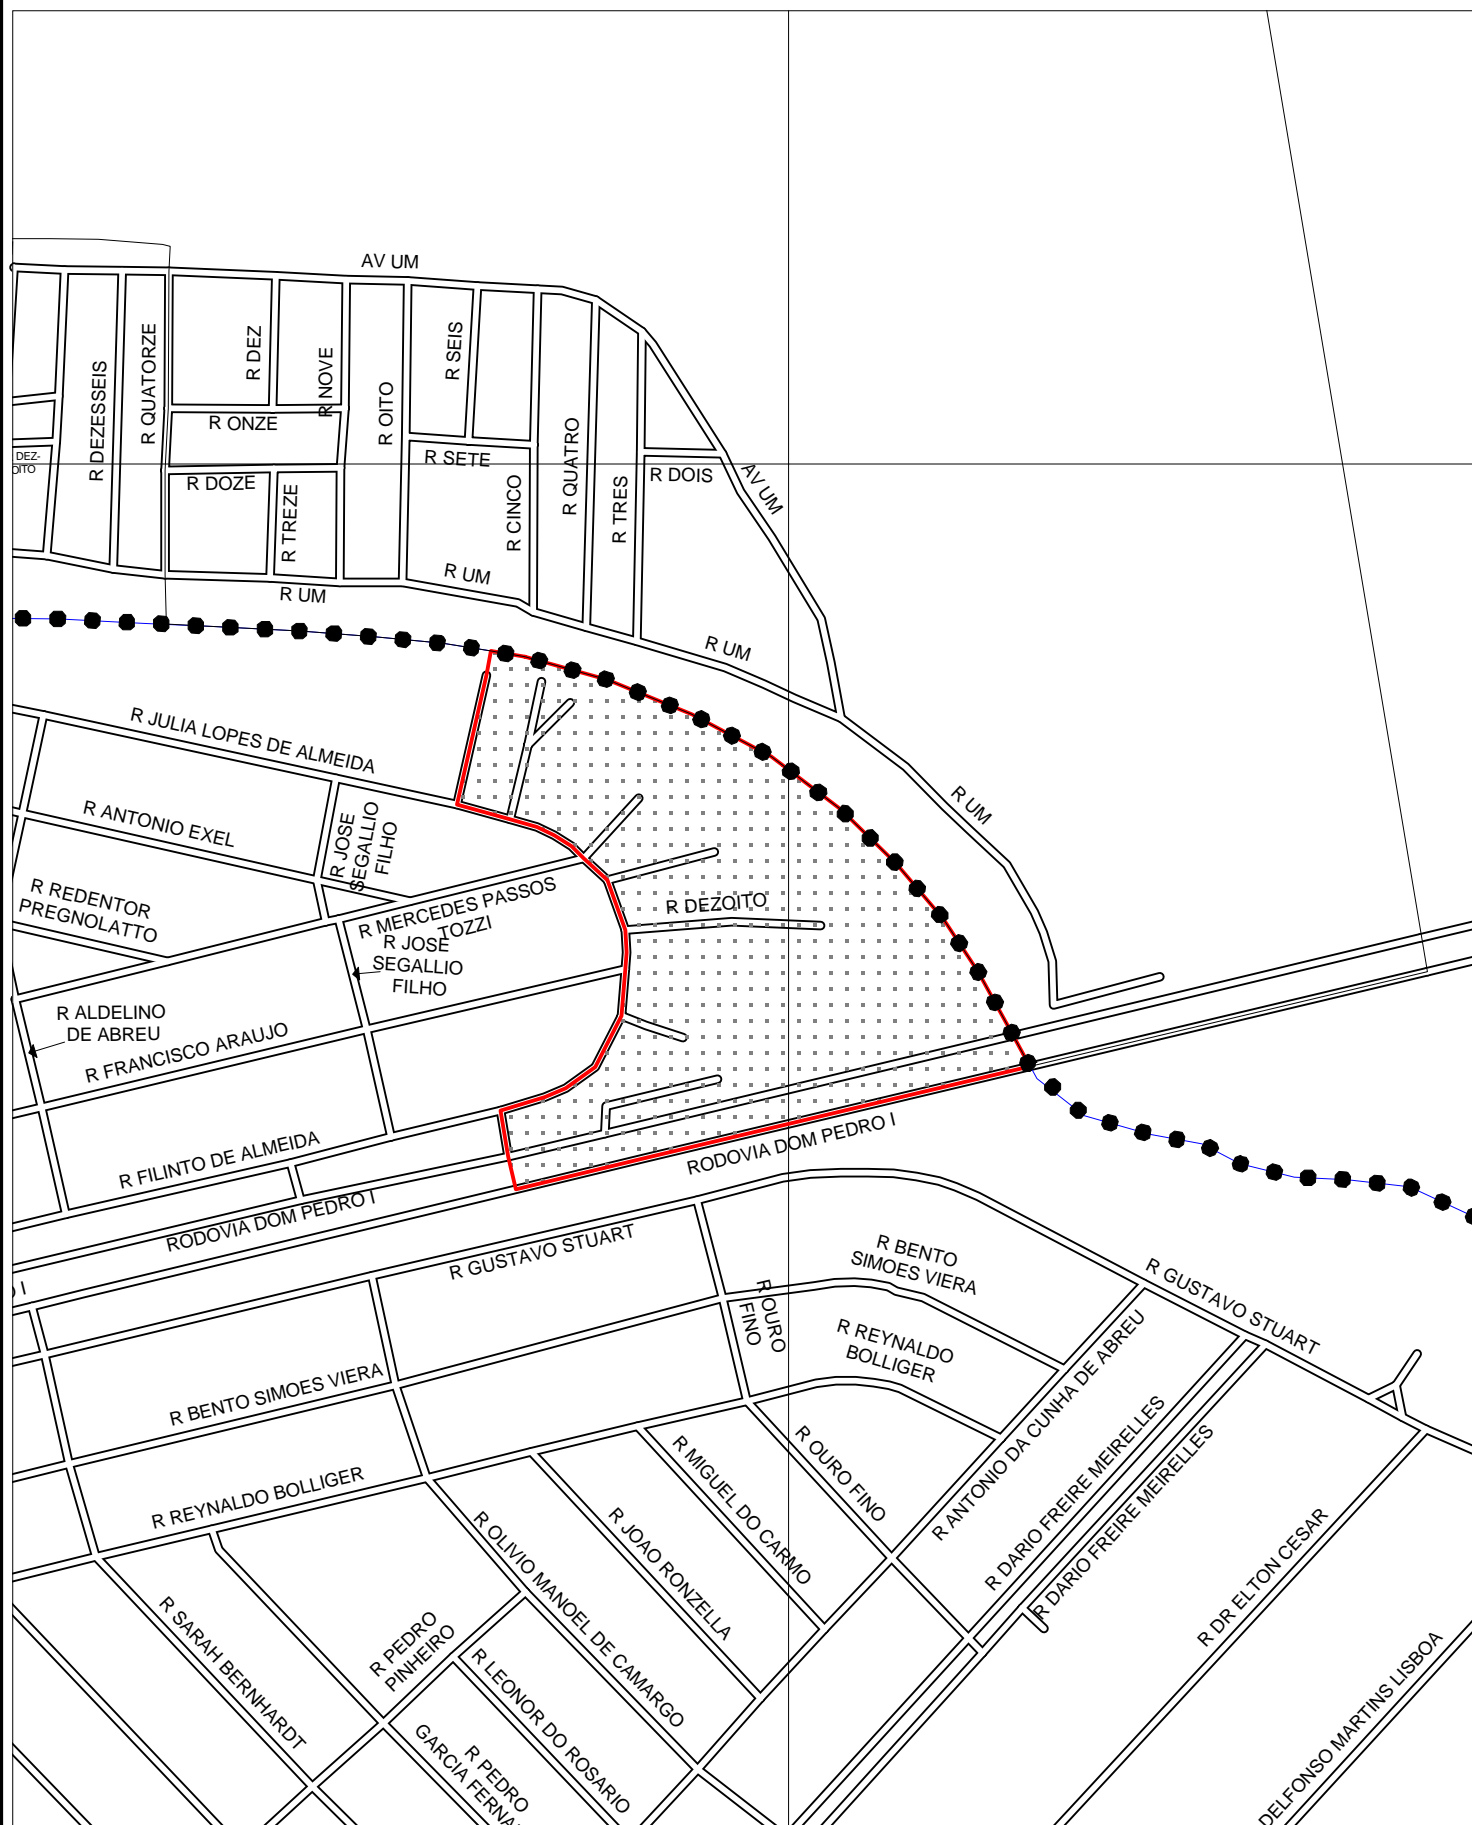 AV UM
R DEZ
R NOVE
R SEIS
R QUATORZE
R DEZESSEIS
R OITO
R ONZE
R QUATRO
DEZ-
OITO
R SETE
R DOZE
R TREZE
R CINCO
R TRES
R DOIS
AV UM
R UM
R UM
R UM
R UM
R JULIA LOPES DE ALMEIDA
R ANTONIO EXEL
R JOSE
SEGALLIO
FILHO
R REDENTOR
PREGNOLATTO
R MERCEDES PASSOS
TOZZI
R DEZOITO
R JOSE
SEGALLIO
FILHO
R ALDELINO
DE ABREU
R FRANCISCO ARAUJO
R FILINTO DE ALMEIDA
RODOVIA DOM PEDRO I
RODOVIA DOM PEDRO I
R GUSTAVO STUART
R BENTO
SIMOES VIERA
R GUSTAVO STUART
O I
R OURO
FINO
R REYNALDO
BOLLIGER
R BENTO SIMOES VIERA
R ANTONIO DA CUNHA DE ABREU
R REYNALDO BOLLIGER
R MIGUEL DO CARMO
R OURO FINO
R DARIO FREIRE MEIRELLES
R DARIO FREIRE MEIRELLES
R OLIVIO MANOEL DE CAMARGO
R JOAO RONZELLA
R DR ELTON CESAR
R SARAH BERNHARDT
R PEDRO
PINHEIRO
R LEONOR DO ROSARIO
R PEDRO
GARCIA FERNA
DELFONSO MARTINS LISBOA